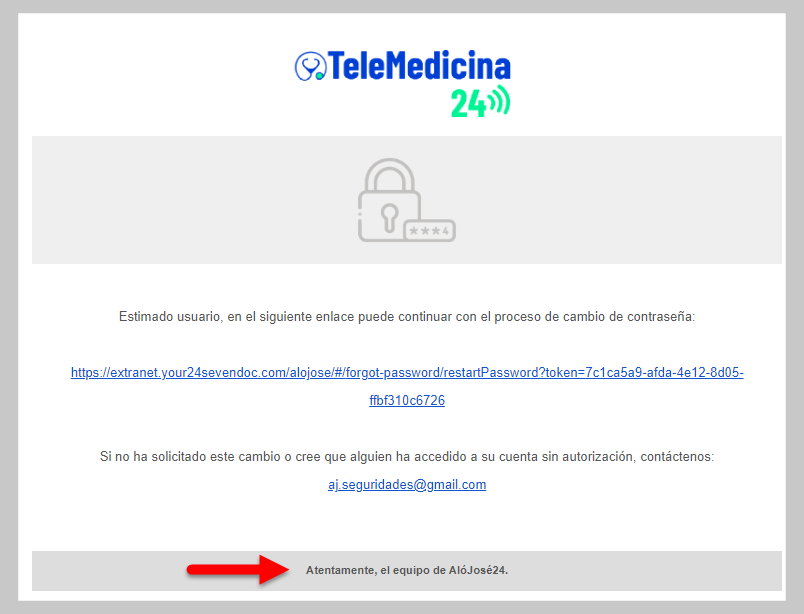 TeleMedicina
24
***4
Estimado usuario, en el siguiente enlace puede continuar con el proceso de cambio de contraseña:
https://extranet.your24sevendoc.com/alojose/#/forgot-password/restartPassword?token=7c1ca5a9-afda-4e12-8d05-
ffbf310c6726
Si no ha solicitado este cambio o cree que alguien ha accedido a su cuenta sin autorización, contáctenos:
aj.seguridades@gmail.com
Atentamente, el equipo de AlóJosé24.